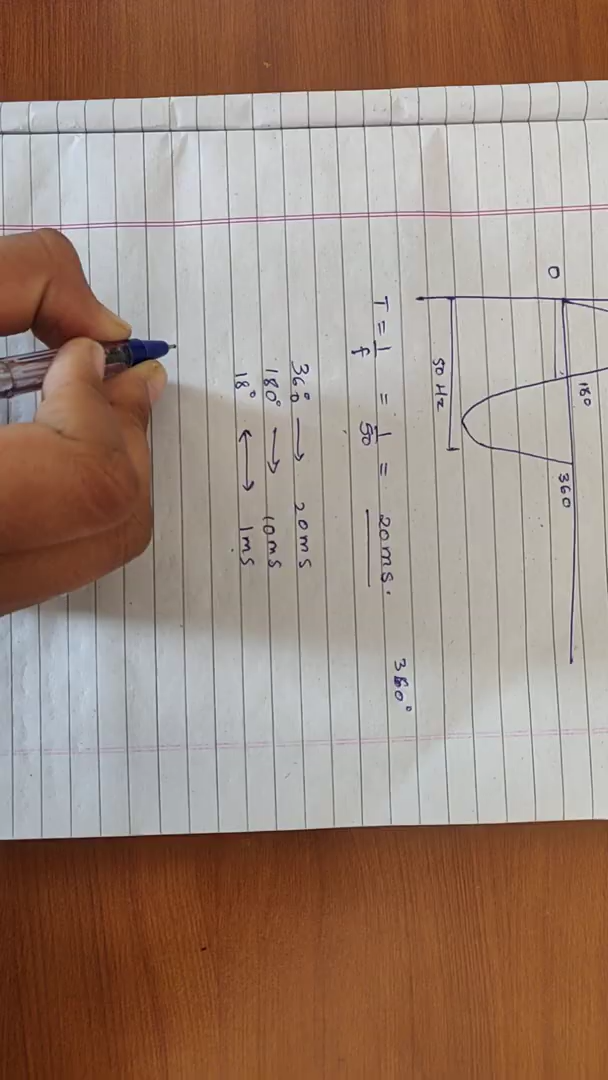 0
180
360
50 Hz
T = 1/f = 1/50 = 20ms.
360°
360 → 20ms
180° → 10ms
18° ↔ 1ms